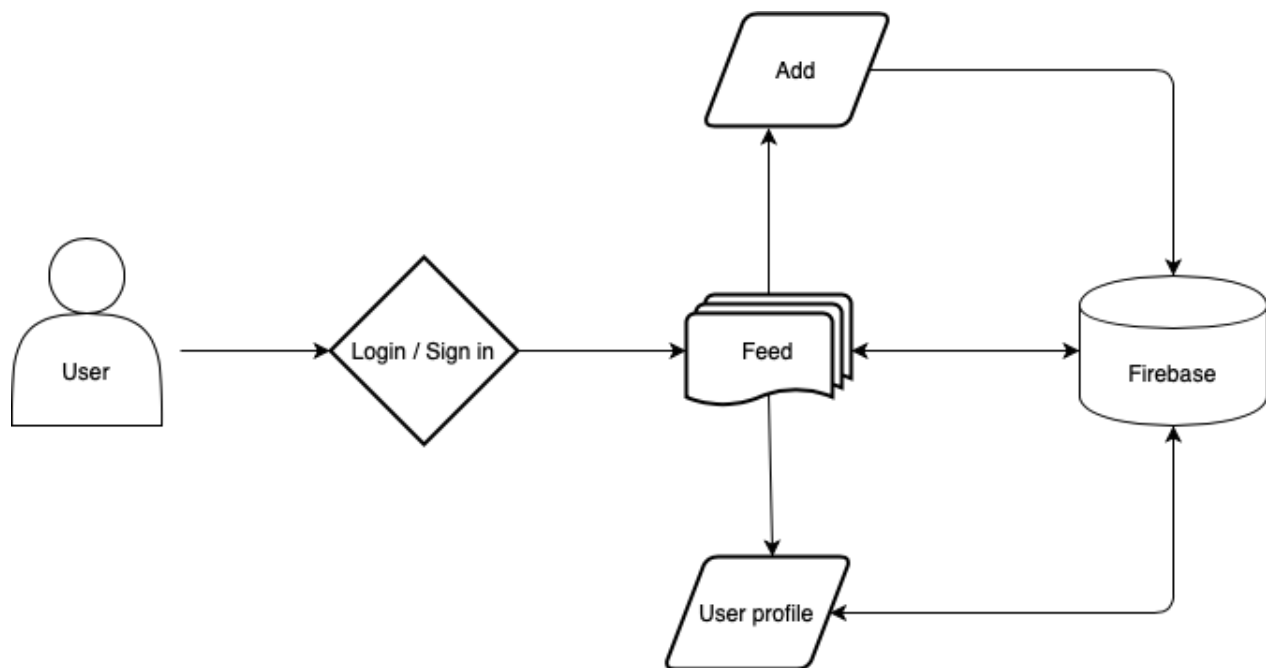 Add
User
Login / Sign in
Feed
Firebase
User profile